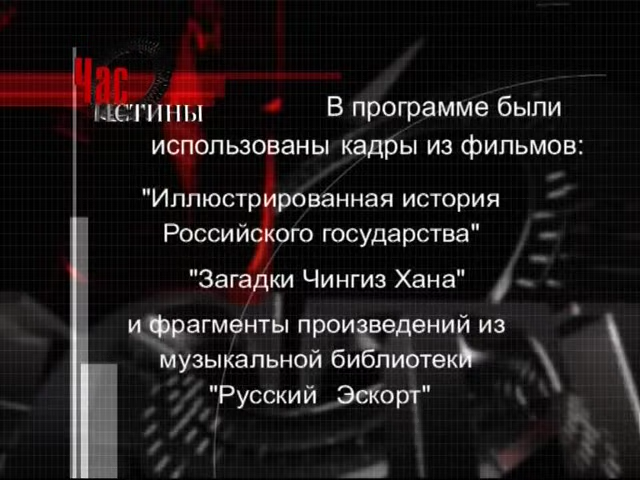 Час
истины
В программе были
использованы кадры из фильмов:
"Иллюстрированная история
Российского государства"
"Загадки Чингиз Хана"
и фрагменты произведений из
музыкальной библиотеки
"Русский Эскорт"